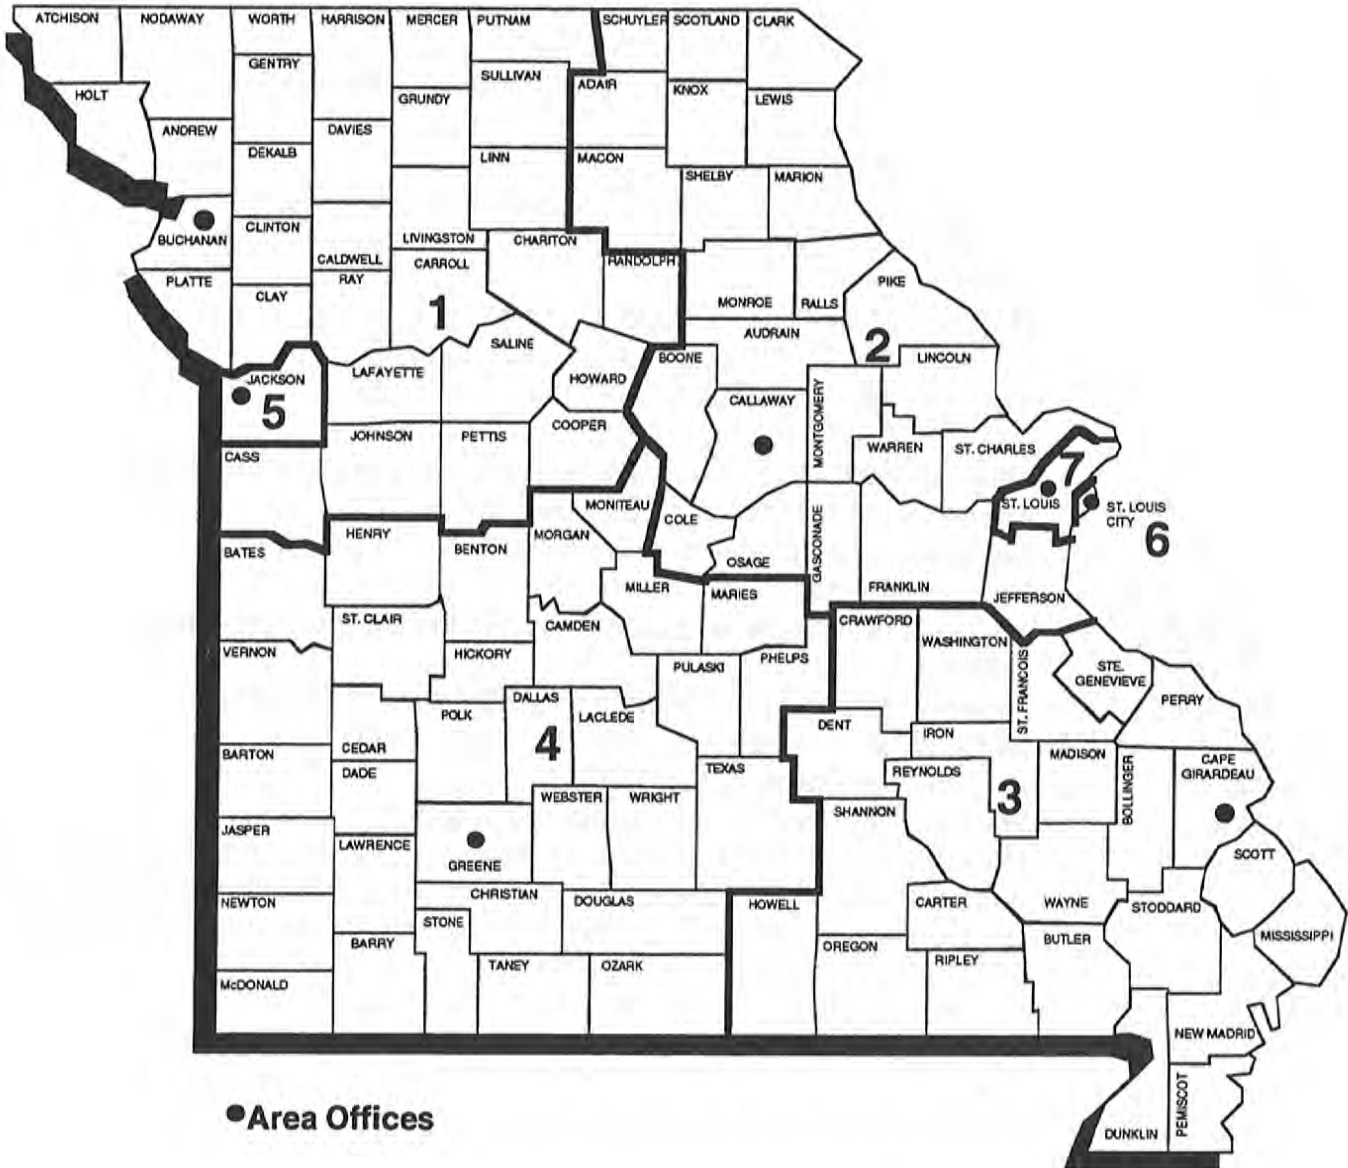 ATCHISON
NODAWAY
WORTH
HARRISON
MERCER
PUTNAM
SCHUYLER
SCOTLAND
CLARK
GENTRY
SULLIVAN
ADAIR
KNOX
LEWIS
HOLT
GRUNDY
ANDREW
DAVIES
DEKALB
LINN
MACON
SHELBY
MARION
BUCHANAN
CLINTON
LIVINGSTON
CHARITON
CALDWELL
CARROLL
RANDOLPH
PLATTE
CLAY
RAY
1
MONROE
RALLS
PIKE
AUDRAIN
2
LINCOLN
SALINE
BOONE
JACKSON
5
LAFAYETTE
HOWARD
CALLAWAY
MONTGOMERY
COOPER
JOHNSON
PETTIS
WARREN
ST. CHARLES
CASS
7
ST. LOUIS
ST. LOUIS
CITY
6
MONITEAU
COLE
GASCONADE
HENRY
BENTON
MORGAN
BATES
OSAGE
MILLER
MARIES
FRANKLIN
JEFFERSON
ST. CLAIR
CAMDEN
CRAWFORD
WASHINGTON
VERNON
HICKORY
PULASKI
PHELPS
ST. FRANCOIS
STE.
GENEVIEVE
PERRY
DALLAS
LACLEDE
POLK
DENT
IRON
4
CEDAR
BARTON
DADE
TEXAS
REYNOLDS
MADISON
BOLLINGER
CAPE
GIRARDEAU
WEBSTER
WRIGHT
3
SHANNON
JASPER
LAWRENCE
GREENE
SCOTT
NEWTON
CHRISTIAN
DOUGLAS
HOWELL
CARTER
WAYNE
STODDARD
STONE
BARRY
OREGON
BUTLER
MISSISSIPPI
TANEY
OZARK
RIPLEY
McDONALD
NEW MADRID
PEMISCOT
DUNKLIN
Area Offices